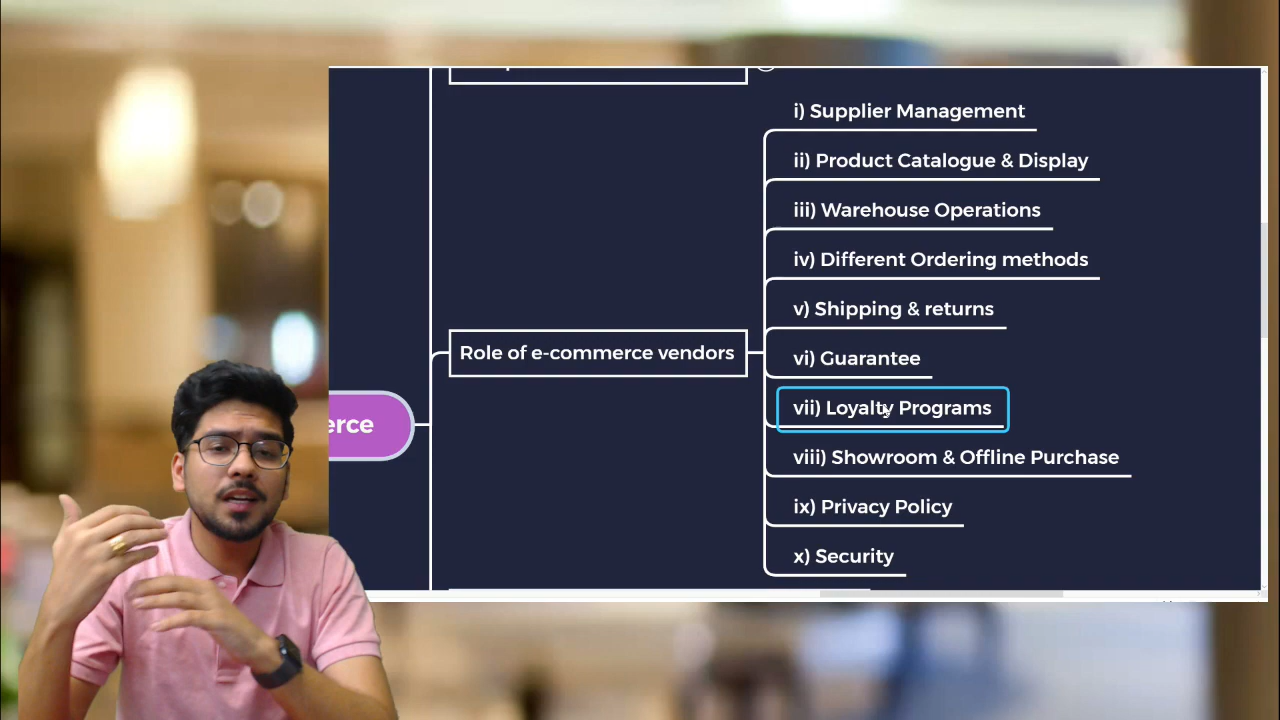 i) Supplier Management
ii) Product Catalogue & Display
iii) Warehouse Operations
iv) Different Ordering methods
v) Shipping & returns
Role of e-commerce vendors
vi) Guarantee
vii) Loyalty Programs
erce
viii) Showroom & Offline Purchase
ix) Privacy Policy
x) Security